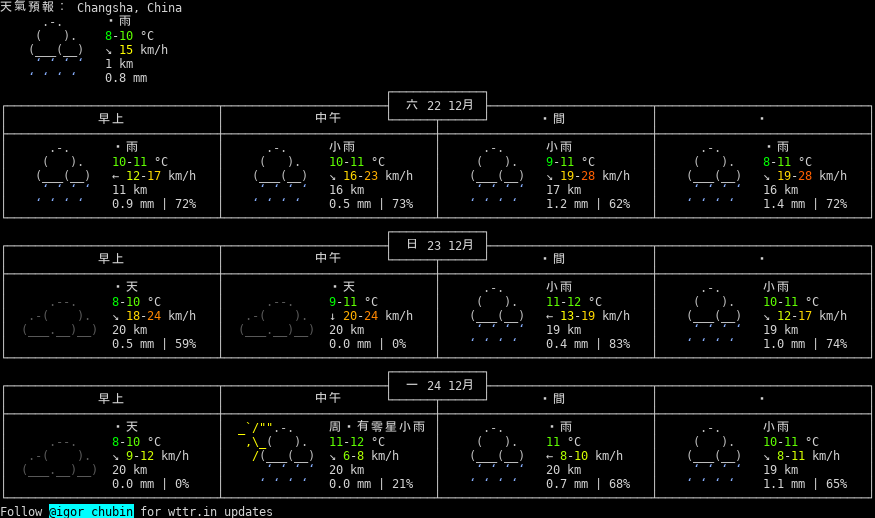 天氣預報： Changsha, China
・雨
8-10 °C
↘ 15 km/h
1 km
0.8 mm
六 22 12月
早上 中午 ・間 ・
・雨 小雨 小雨 ・雨
10-11 °C 10-11 °C 9-11 °C 8-11 °C
← 12-17 km/h ↘ 16-23 km/h ↘ 19-28 km/h ↘ 19-28 km/h
11 km 16 km 17 km 16 km
0.9 mm | 72% 0.5 mm | 73% 1.2 mm | 62% 1.4 mm | 72%
日 23 12月
早上 中午 ・間 ・
・天 ・天 小雨 小雨
8-10 °C 9-11 °C 11-12 °C 10-11 °C
↘ 18-24 km/h ↓ 20-24 km/h ← 13-19 km/h ↘ 12-17 km/h
20 km 20 km 19 km 19 km
0.5 mm | 59% 0.0 mm | 0% 0.4 mm | 83% 1.0 mm | 74%
一 24 12月
早上 中午 ・間 ・
・天 周・有零星小雨 ・雨 小雨
8-10 °C 11-12 °C 11 °C 10-11 °C
↘ 9-12 km/h ↘ 6-8 km/h ← 8-10 km/h ↘ 8-11 km/h
20 km 20 km 20 km 19 km
0.0 mm | 0% 0.0 mm | 21% 0.7 mm | 68% 1.1 mm | 65%
Follow @igor_chubin for wttr.in updates